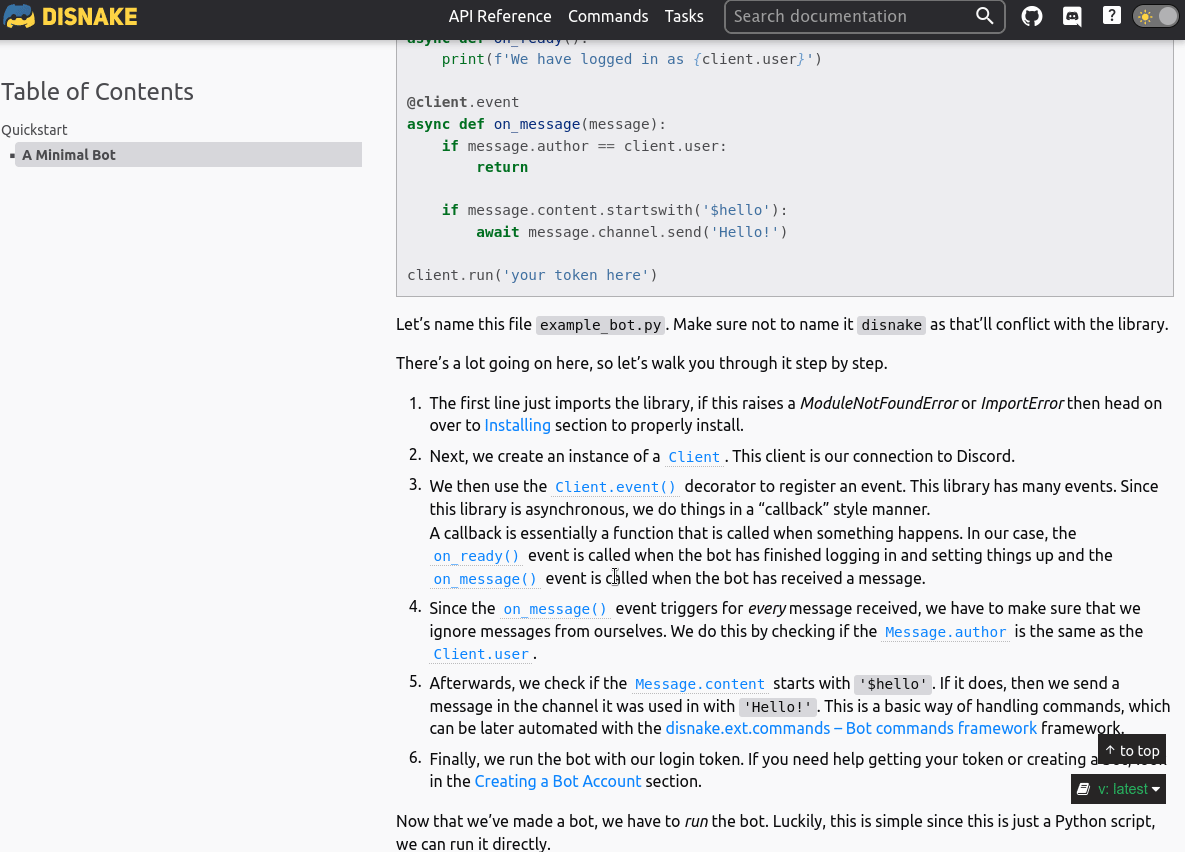 DISNAKE
API Reference Commands Tasks Search documentation ?
Table of Contents
Quickstart
A Minimal Bot
async def on_ready():
print(f'We have logged in as {client.user}')
@client.event
async def on_message(message):
if message.author == client.user:
return
if message.content.startswith('$hello'):
await message.channel.send('Hello!')
client.run('your token here')
Let’s name this file example_bot.py. Make sure not to name it disnake as that’ll conflict with the library.
There’s a lot going on here, so let’s walk you through it step by step.
1. The first line just imports the library, if this raises a ModuleNotFoundError or ImportError then head on
over to Installing section to properly install.
2. Next, we create an instance of a Client. This client is our connection to Discord.
3. We then use the Client.event() decorator to register an event. This library has many events. Since
this library is asynchronous, we do things in a “callback” style manner.
A callback is essentially a function that is called when something happens. In our case, the
on_ready() event is called when the bot has finished logging in and setting things up and the
on_message() event is called when the bot has received a message.
4. Since the on_message() event triggers for every message received, we have to make sure that we
ignore messages from ourselves. We do this by checking if the Message.author is the same as the
Client.user.
5. Afterwards, we check if the Message.content starts with '$hello'. If it does, then we send a
message in the channel it was used in with 'Hello!'. This is a basic way of handling commands, which
can be later automated with the disnake.ext.commands – Bot commands framework framework.
6. Finally, we run the bot with our login token. If you need help getting your token or creating a
in the Creating a Bot Account section.
↑ to top
v: latest
Now that we’ve made a bot, we have to run the bot. Luckily, this is simple since this is just a Python script,
we can run it directly.